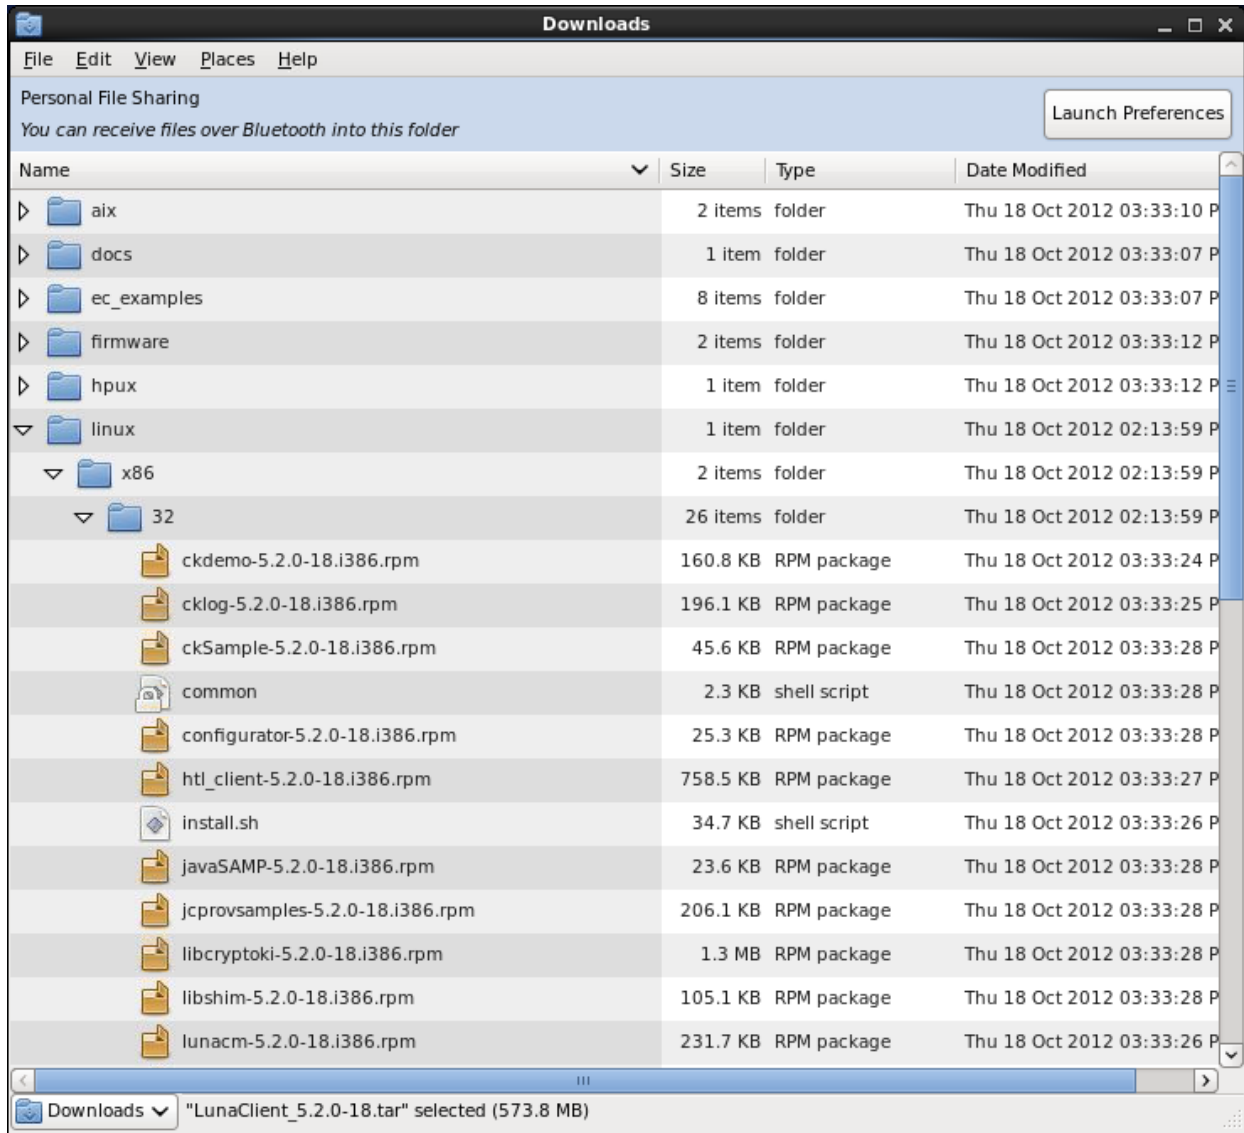 Downloads
File Edit View Places Help
Personal File Sharing
You can receive files over Bluetooth into this folder
Launch Preferences
Name Size Type Date Modified
aix 2 items folder Thu 18 Oct 2012 03:33:10 P
docs 1 item folder Thu 18 Oct 2012 03:33:07 P
ec_examples 8 items folder Thu 18 Oct 2012 03:33:07 P
firmware 2 items folder Thu 18 Oct 2012 03:33:12 P
hpux 1 item folder Thu 18 Oct 2012 03:33:12 P
linux 1 item folder Thu 18 Oct 2012 02:13:59 P
x86 2 items folder Thu 18 Oct 2012 02:13:59 P
32 26 items folder Thu 18 Oct 2012 02:13:59 P
ckdemo-5.2.0-18.i386.rpm 160.8 KB RPM package Thu 18 Oct 2012 03:33:24 P
cklog-5.2.0-18.i386.rpm 196.1 KB RPM package Thu 18 Oct 2012 03:33:25 P
ckSample-5.2.0-18.i386.rpm 45.6 KB RPM package Thu 18 Oct 2012 03:33:28 P
common 2.3 KB shell script Thu 18 Oct 2012 03:33:28 P
configurator-5.2.0-18.i386.rpm 25.3 KB RPM package Thu 18 Oct 2012 03:33:28 P
htl_client-5.2.0-18.i386.rpm 758.5 KB RPM package Thu 18 Oct 2012 03:33:27 P
install.sh 34.7 KB shell script Thu 18 Oct 2012 03:33:26 P
javaSAMP-5.2.0-18.i386.rpm 23.6 KB RPM package Thu 18 Oct 2012 03:33:28 P
jcprovsamples-5.2.0-18.i386.rpm 206.1 KB RPM package Thu 18 Oct 2012 03:33:28 P
libcryptoki-5.2.0-18.i386.rpm 1.3 MB RPM package Thu 18 Oct 2012 03:33:28 P
libshim-5.2.0-18.i386.rpm 105.1 KB RPM package Thu 18 Oct 2012 03:33:28 P
lunacm-5.2.0-18.i386.rpm 231.7 KB RPM package Thu 18 Oct 2012 03:33:26 P
Downloads "LunaClient_5.2.0-18.tar" selected (573.8 MB)